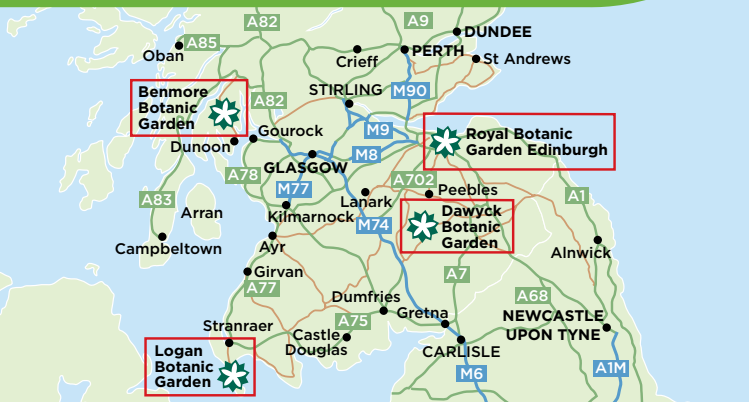 A82
A9
DUNDEE
A85
Oban
PERTH
Crieff
St Andrews
Benmore
Botanic
Garden
A82
STIRLING
M90
Gourock
M9
Royal Botanic
Garden Edinburgh
Dunoon
M8
GLASGOW
A78
M77
A702
Peebles
A83
Lanark
A1
Arran
Kilmarnock
M74
Dawyck
Botanic
Garden
Campbeltown
Ayr
Alnwick
Girvan
A7
A77
Dumfries
A68
Gretna
NEWCASTLE
UPON TYNE
Stranraer
A75
Castle
Douglas
CARLISLE
Logan
Botanic
Garden
M6
A1M